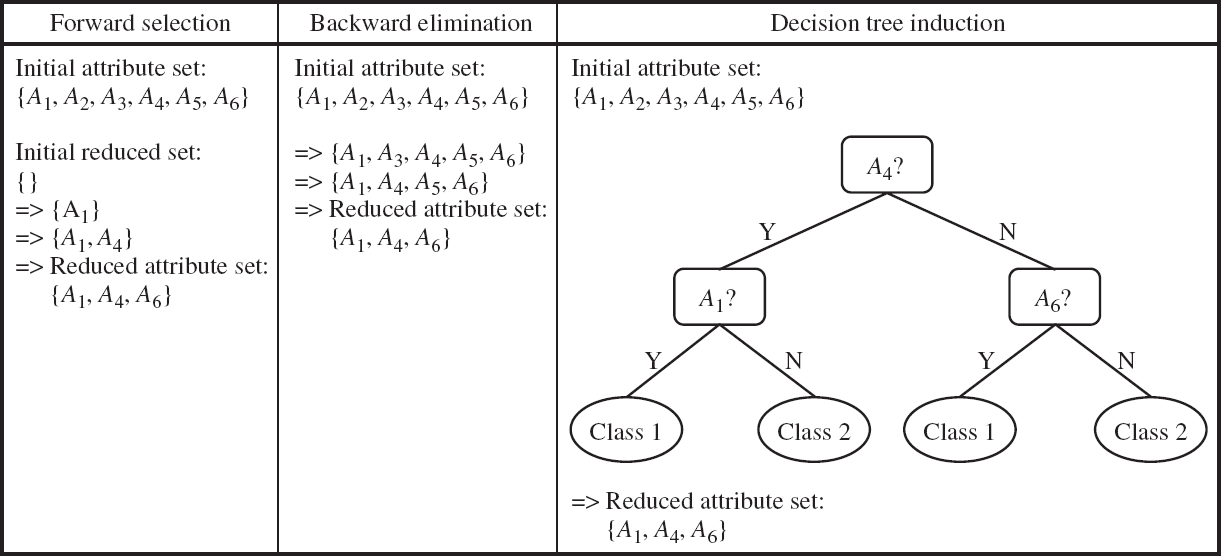 Forward selection
Initial attribute set:
{A₁, A₂, A₃, A₄, A₅, A₆}
Initial reduced set:
{}
=> {A₁}
=> {A₁, A₄}
=> Reduced attribute set:
{A₁, A₄, A₆}
Backward elimination
Initial attribute set:
{A₁, A₂, A₃, A₄, A₅, A₆}
=> {A₁, A₃, A₄, A₅, A₆}
=> {A₁, A₄, A₅, A₆}
=> Reduced attribute set:
{A₁, A₄, A₆}
Decision tree induction
Initial attribute set:
{A₁, A₂, A₃, A₄, A₅, A₆}
A₄?
Y N
A₁? A₆?
Y N Y N
Class 1 Class 2 Class 1 Class 2
=> Reduced attribute set:
{A₁, A₄, A₆}